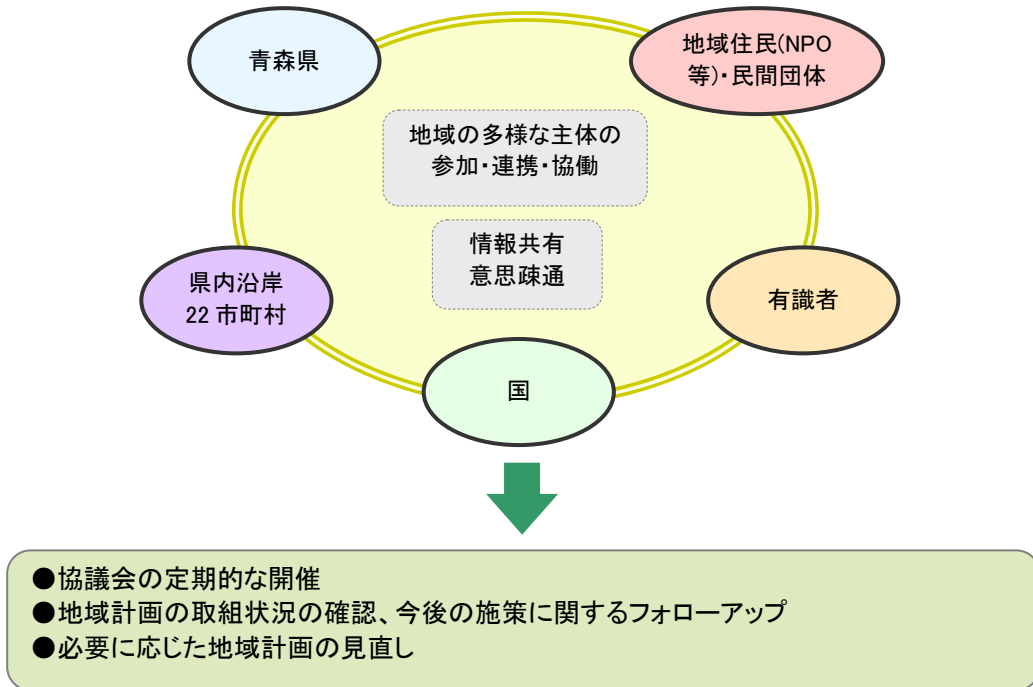 青森県
地域住民(NPO
等)・民間団体
地域の多様な主体の
参加・連携・協働
情報共有
意思疎通
県内沿岸
22 市町村
有識者
国
●協議会の定期的な開催
●地域計画の取組状況の確認、今後の施策に関するフォローアップ
●必要に応じた地域計画の見直し